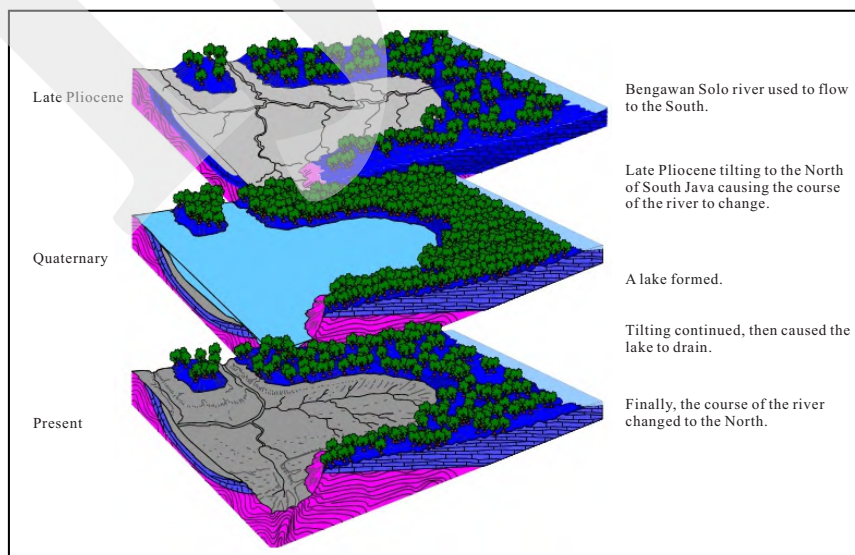 Late Pliocene
Bengawan Solo river used to flow
to the South.
Late Pliocene tilting to the North
of South Java causing the course
of the river to change.
Quaternary
A lake formed.
Tilting continued, then caused the
lake to drain.
Present
Finally, the course of the river
changed to the North.